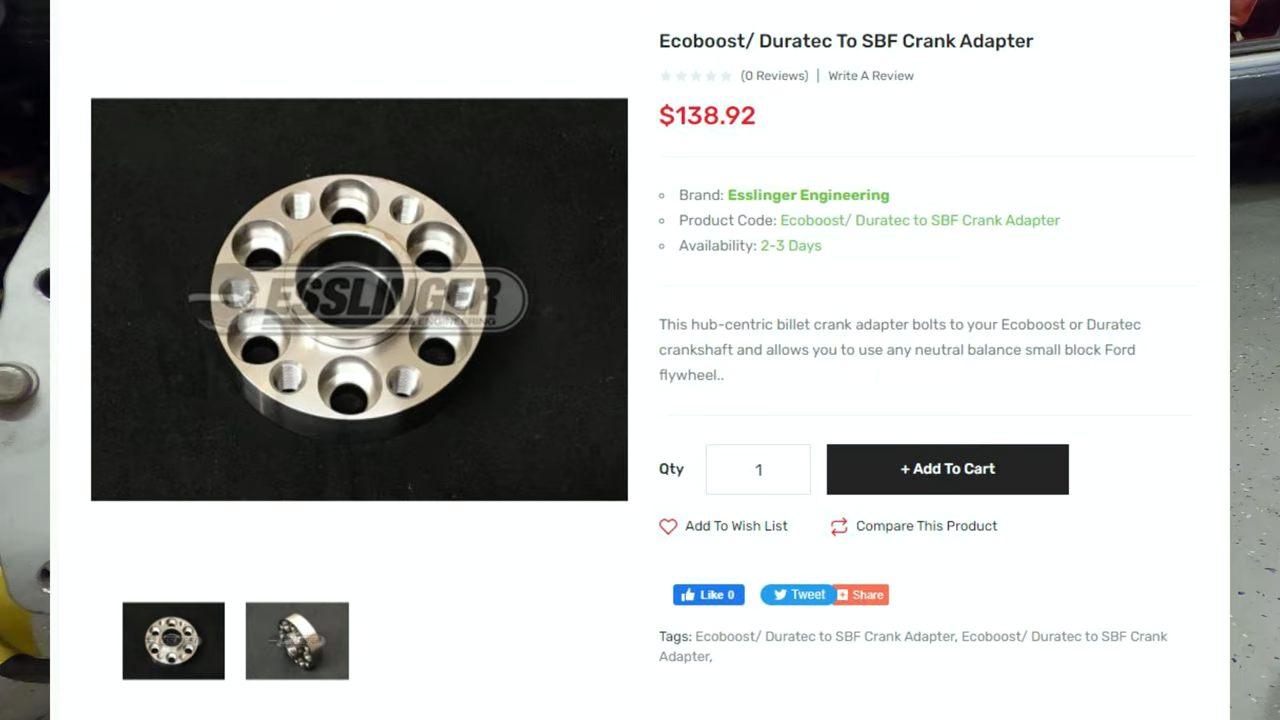 Ecoboost/ Duratec To SBF Crank Adapter
(0 Reviews) | Write A Review
$138.92
Brand: Esslinger Engineering
Product Code: Ecoboost/ Duratec to SBF Crank Adapter
Availability: 2-3 Days
This hub-centric billet crank adapter bolts to your Ecoboost or Duratec
crankshaft and allows you to use any neutral balance small block Ford
flywheel..
Qty 1 + Add To Cart
Add To Wish List Compare This Product
Like 0 Tweet Share
Tags: Ecoboost/ Duratec to SBF Crank Adapter, Ecoboost/ Duratec to SBF Crank
Adapter,
ESSLINGER
ENGINEERING